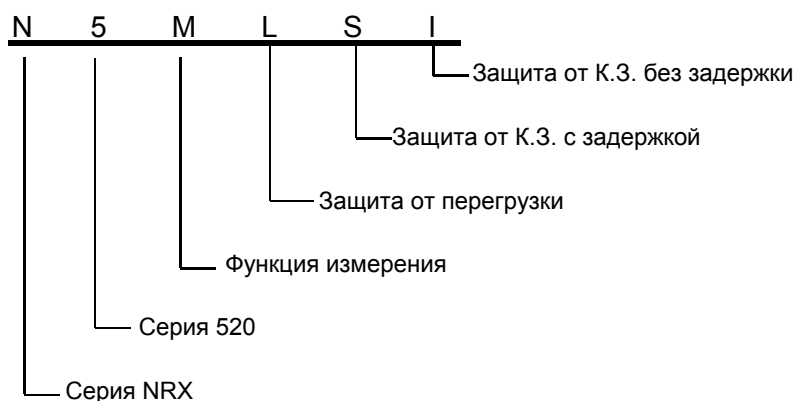 N 5 M L S I
Защита от К.З. без задержки
Защита от К.З. с задержкой
Защита от перегрузки
Функция измерения
Серия 520
Серия NRX